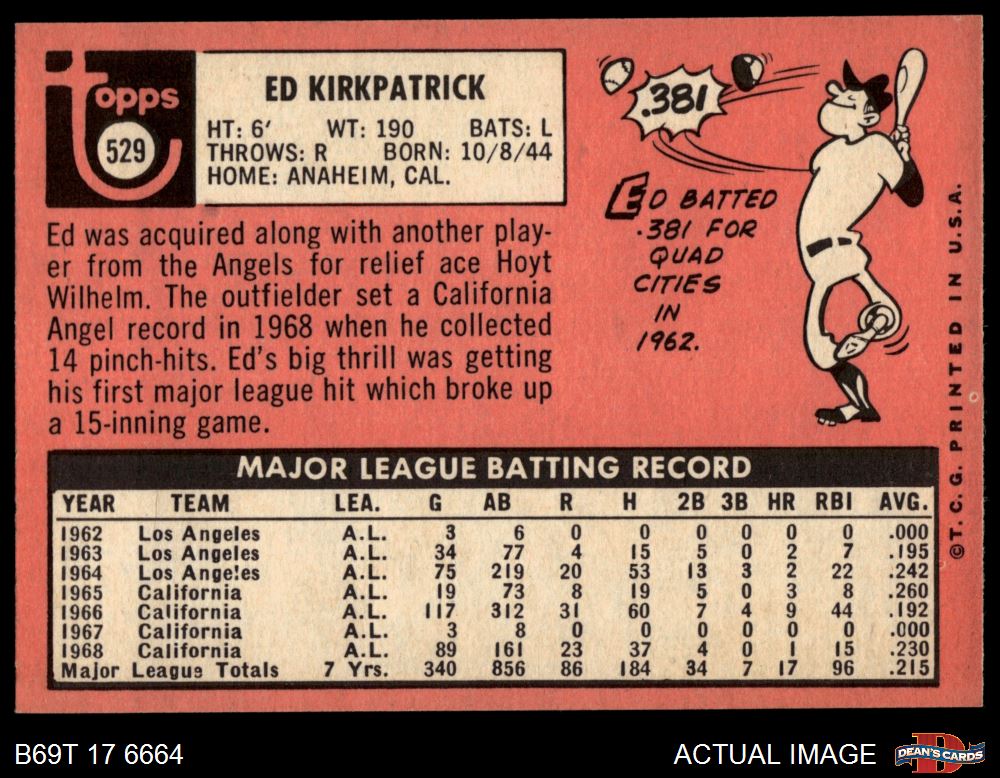 Topps
529
ED KIRKPATRICK
HT: 6' WT: 190 BATS: L
THROWS: R BORN: 10/8/44
HOME: ANAHEIM, CAL.
Ed was acquired along with another play-
er from the Angels for relief ace Hoyt
Wilhelm. The outfielder set a California
Angel record in 1968 when he collected
14 pinch-hits. Ed's big thrill was getting
his first major league hit which broke up
a 15-inning game.
.381
ED BATTED
.381 FOR
QUAD
CITIES
IN
1962.
©T.C.G. PRINTED IN U.S.A.
MAJOR LEAGUE BATTING RECORD
YEAR TEAM LEA. G AB R H 2B 3B HR RBI AVG.
1962 Los Angeles A.L. 3 6 0 0 0 0 0 0 .000
1963 Los Angeles A.L. 34 77 4 15 5 0 2 7 .195
1964 Los Angeles A.L. 75 219 20 53 13 3 2 22 .242
1965 California A.L. 19 73 8 19 5 0 3 8 .260
1966 California A.L. 117 312 31 60 7 4 9 44 .192
1967 California A.L. 3 8 0 0 0 0 0 0 .000
1968 California A.L. 89 161 23 37 4 0 1 15 .230
Major League Totals 7 Yrs. 340 856 86 184 34 7 17 96 .215
B69T 17 6664
ACTUAL IMAGE
DEAN'S CARDS